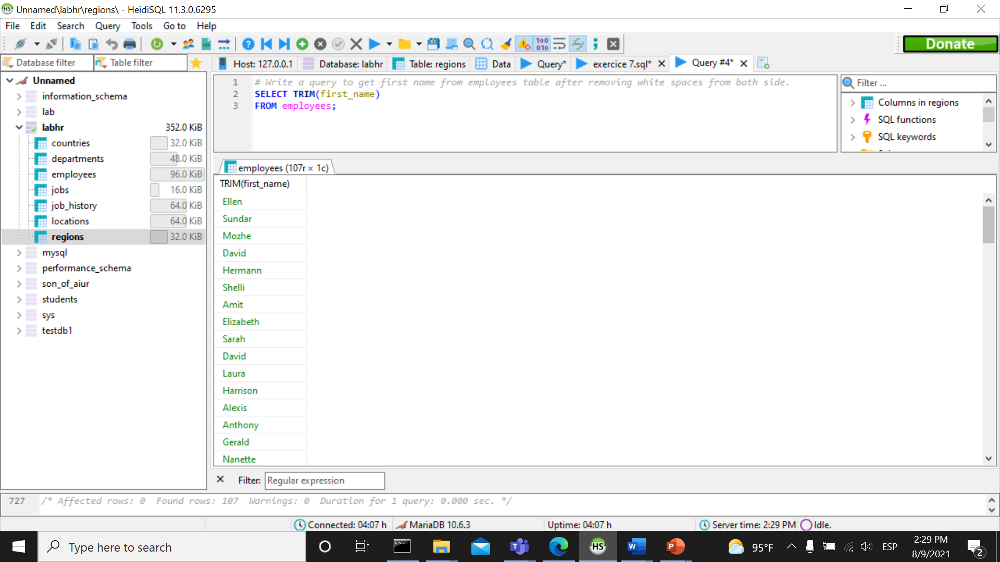 Unnamed\labhr\regions\ - HeidiSQL 11.3.0.6295
File Edit Search Query Tools Go to Help
Donate
Database filter
Table filter
Host: 127.0.0.1
Database: labhr
Table: regions
Data
Query*
exercice 7.sql*
Query #4*
Unnamed
information_schema
lab
labhr 352.0 KiB
countries 32.0 KiB
departments 48.0 KiB
employees 96.0 KiB
jobs 16.0 KiB
job_history 64.0 KiB
locations 64.0 KiB
regions 32.0 KiB
mysql
performance_schema
son_of_aiur
students
sys
testdb1
1 # Write a query to get first name from employees table after removing white spaces from both side.
2 SELECT TRIM(first_name)
3 FROM employees;
Filter ...
Columns in regions
SQL functions
SQL keywords
employees (107r × 1c)
TRIM(first_name)
Ellen
Sundar
Mozhe
David
Hermann
Shelli
Amit
Elizabeth
Sarah
David
Laura
Harrison
Alexis
Anthony
Gerald
Nanette
Filter: Regular expression
727 /* Affected rows: 0 Found rows: 107 Warnings: 0 Duration for 1 query: 0.000 sec. */
Connected: 04:07 h
MariaDB 10.6.3
Uptime: 04:07 h
Server time: 2:29 PM
Idle.
Type here to search
HS
95°F
ESP
2:29 PM
8/9/2021
2